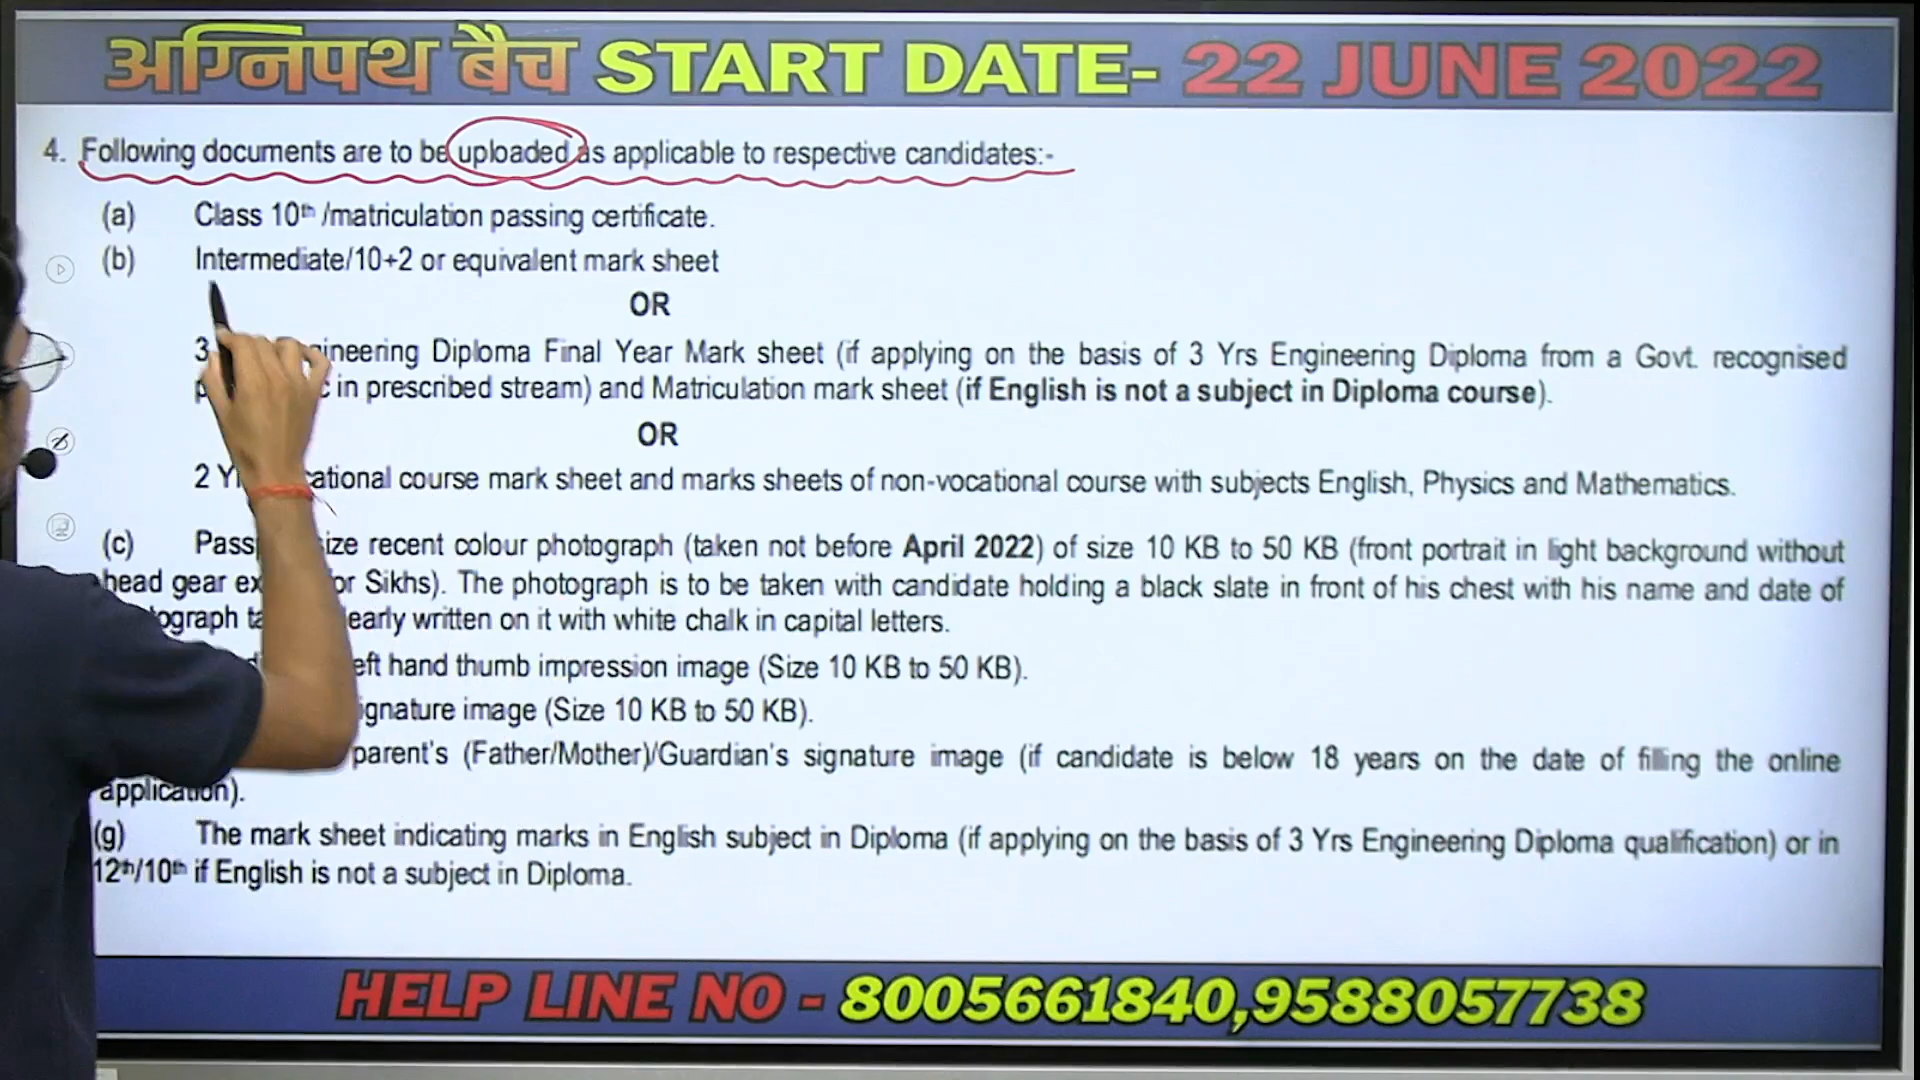 अग्निपथ बैच START DATE- 22 JUNE 2022
4. Following documents are to be uploaded as applicable to respective candidates:-
(a) Class 10th /matriculation passing certificate.
(b) Intermediate/10+2 or equivalent mark sheet
OR
3 Diploma Final Year Mark sheet (if applying on the basis of 3 Yrs Engineering Diploma from a Govt. recognised
in prescribed stream) and Matriculation mark sheet (if English is not a subject in Diploma course).
OR
2 course mark sheet and marks sheets of non-vocational course with subjects English, Physics and Mathematics.
(c) recent colour photograph (taken not before April 2022) of size 10 KB to 50 KB (front portrait in light background without
head gear Sikhs). The photograph is to be taken with candidate holding a black slate in front of his chest with his name and date of
written on it with white chalk in capital letters.
hand thumb impression image (Size 10 KB to 50 KB).
image (Size 10 KB to 50 KB).
parent's (Father/Mother)/Guardian's signature image (if candidate is below 18 years on the date of filling the online
application).
(g) The mark sheet indicating marks in English subject in Diploma (if applying on the basis of 3 Yrs Engineering Diploma qualification) or in
12th/10th if English is not a subject in Diploma.
HELP LINE NO - 8005661840,9588057738